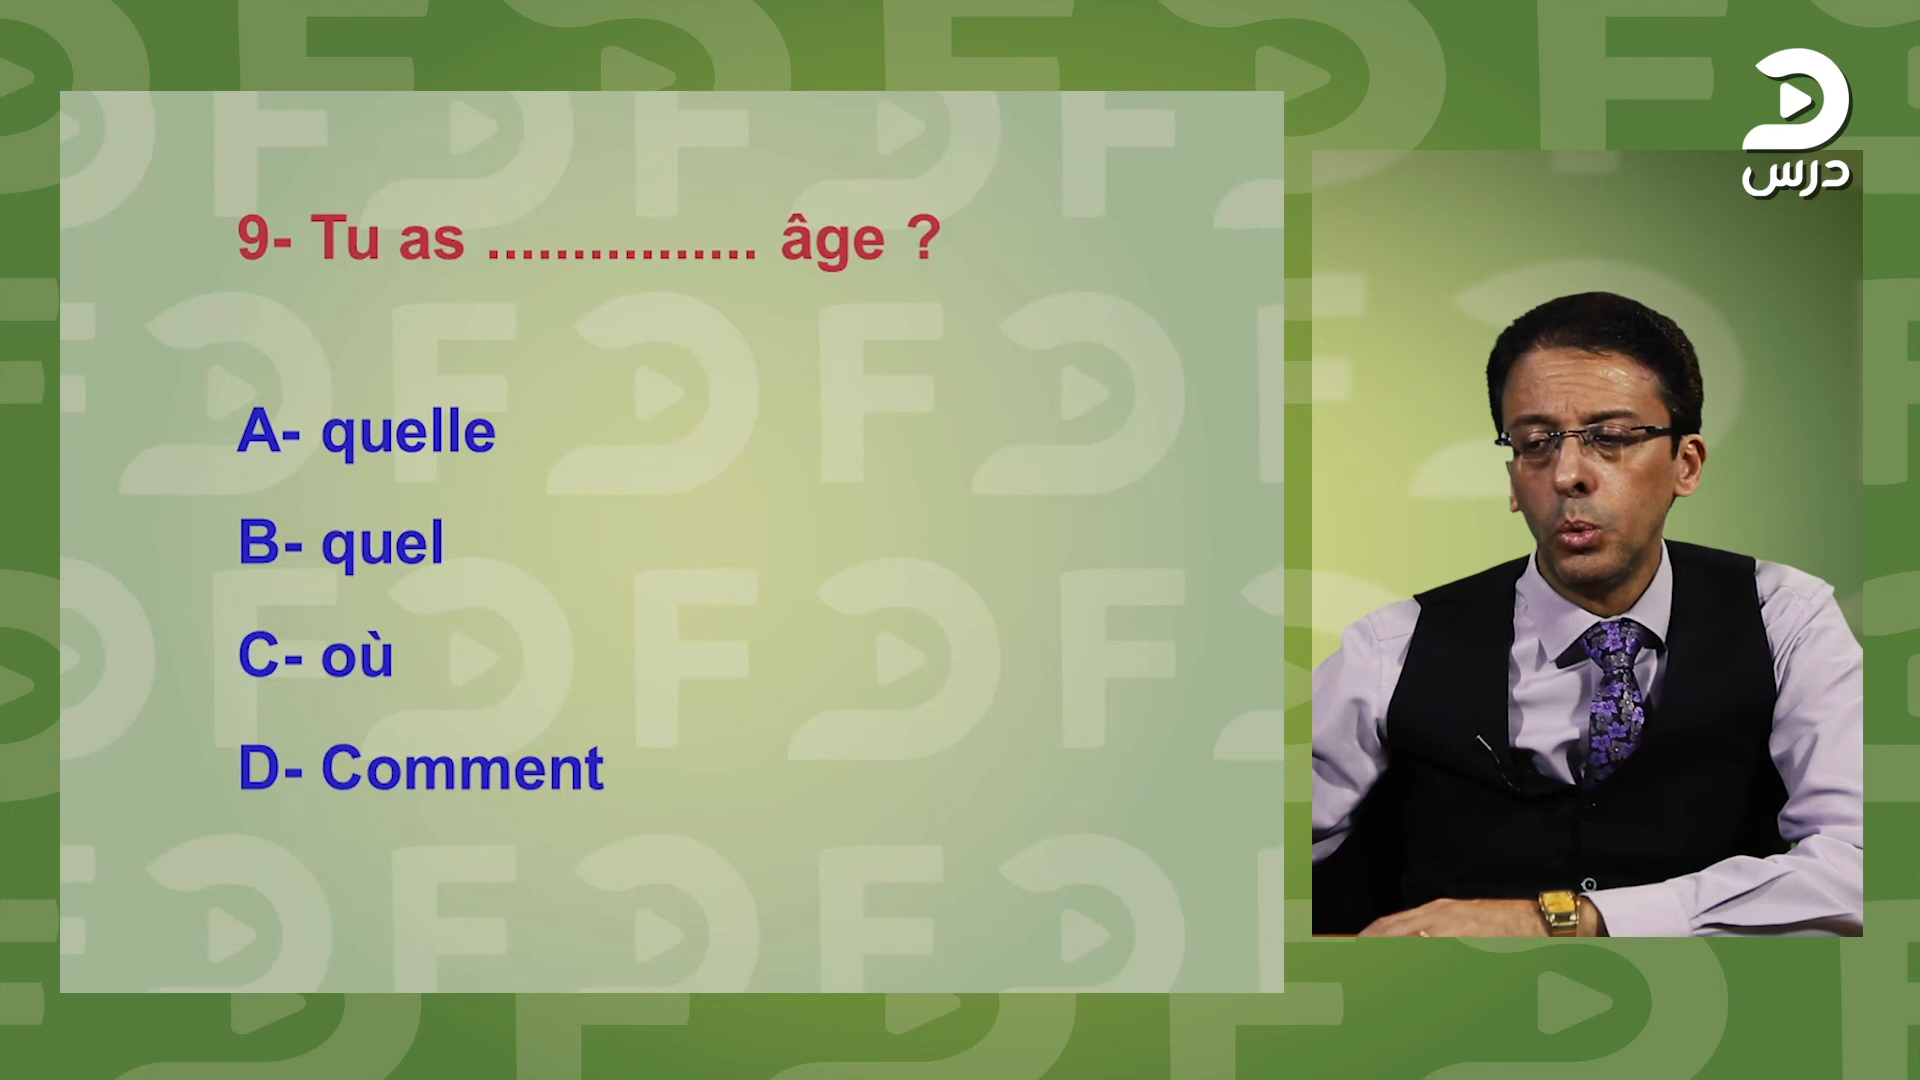 درس
9- Tu as ................ âge ?
A- quelle
B- quel
C- où
D- Comment